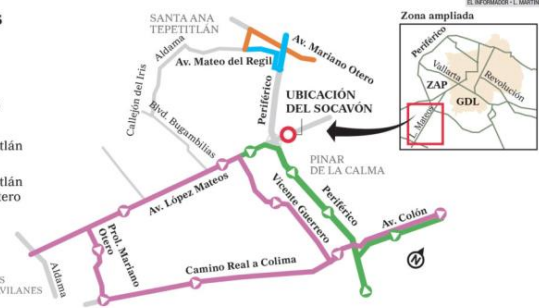 EL INFORMADOR • L. MARTÍN
Zona ampliada
SANTA ANA
TEPETITLÁN
Av. Mariano Otero
Aldama
Av. Mateo del Regil
Periférico
Callejón del Iris
UBICACIÓN
DEL SOCAVÓN
Blvd. Bugambilias
Periférico
Vallarta
Revolución
ZAP
GDL
L. Mateos
PINAR
DE LA CALMA
Av. López Mateos
Vicente Guerrero
Periférico
Av. Colón
Prol. Mariano
Otero
Camino Real a Colima
Aldama
VILANES
tlán
tlán
tero